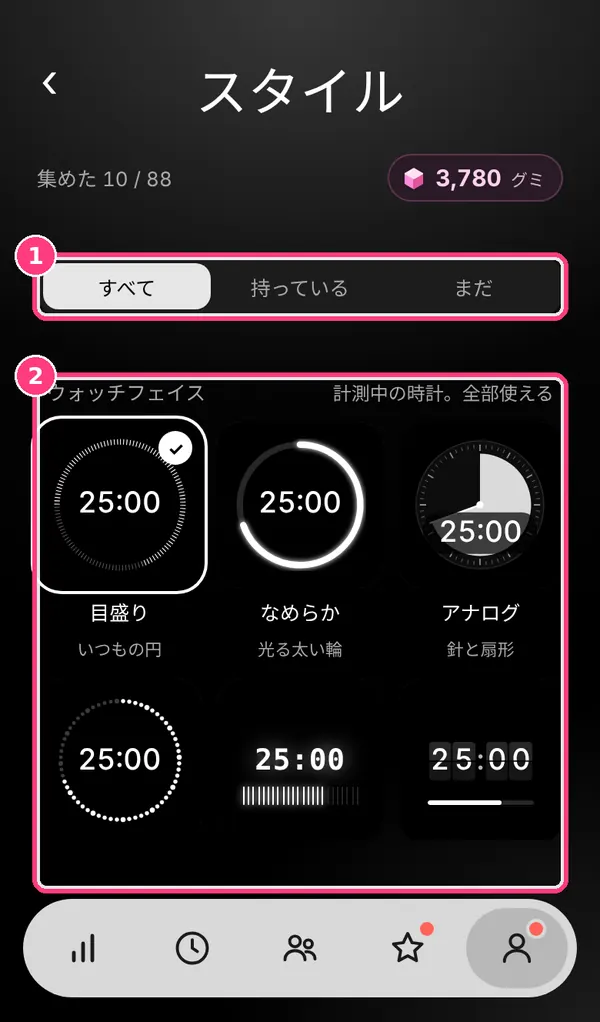 スタイル
集めた 10 / 88
3,780 グミ
1
すべて 持っている まだ
2
ウォッチフェイス 計測中の時計。全部使える
25:00 25:00 25:00
目盛り なめらか アナログ
いつもの円 光る太い輪 針と扇形
25:00 25:00 25:00